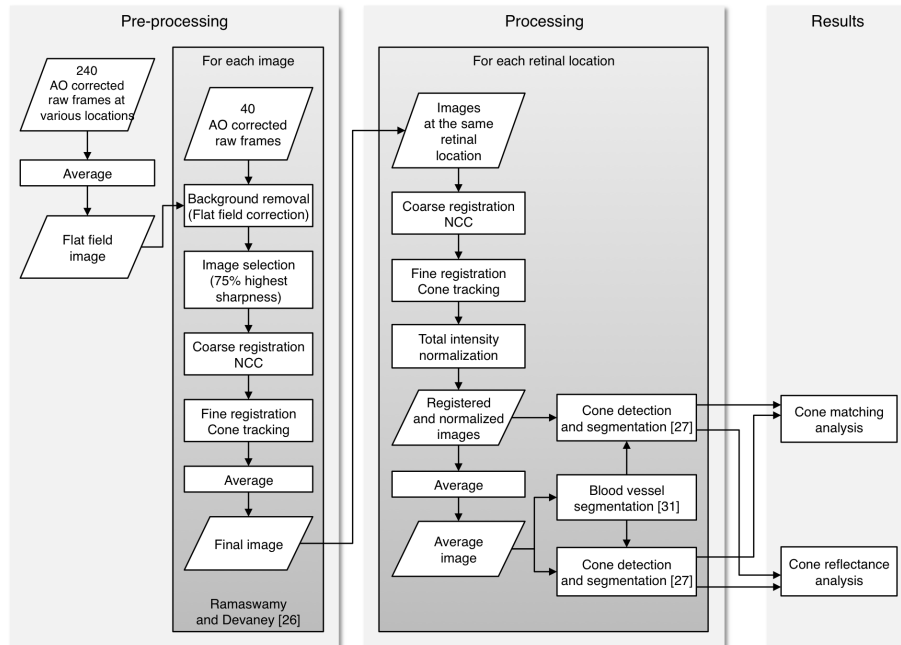 Pre-processing
240
AO corrected
raw frames at
various locations
Average
Flat field
image
For each image
40
AO corrected
raw frames
Background removal
(Flat field correction)
Image selection
(75% highest
sharpness)
Coarse registration
NCC
Fine registration
Cone tracking
Average
Final image
Ramaswamy
and Devaney [26]
Processing
For each retinal location
Images
at the same
retinal
location
Coarse registration
NCC
Fine registration
Cone tracking
Total intensity
normalization
Registered
and normalized
images
Average
Average
image
Cone detection
and segmentation [27]
Blood vessel
segmentation [31]
Cone detection
and segmentation [27]
Results
Cone matching
analysis
Cone reflectance
analysis